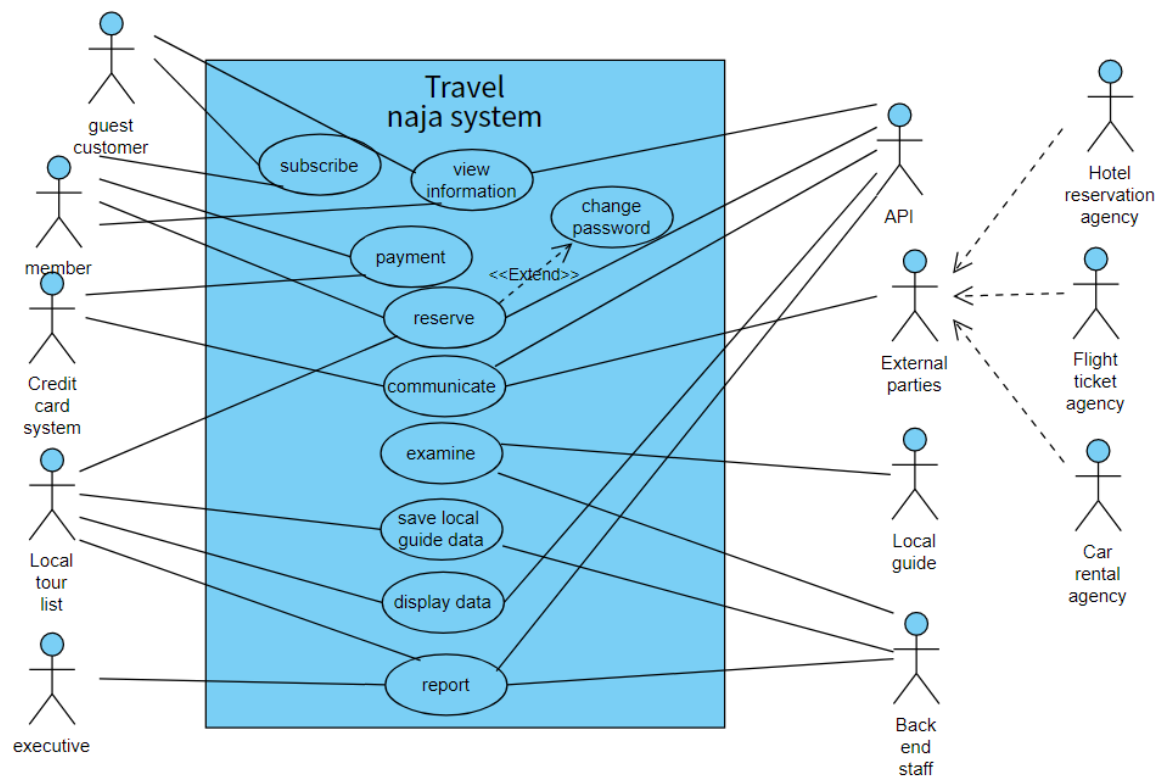 Travel
naja system
guest
customer
subscribe
view
information
change
password
member
payment
<<Extend>>
reserve
Credit
card
system
communicate
examine
save local
guide data
Local
tour
list
display data
report
executive
API
Hotel
reservation
agency
External
parties
Flight
ticket
agency
Local
guide
Car
rental
agency
Back
end
staff